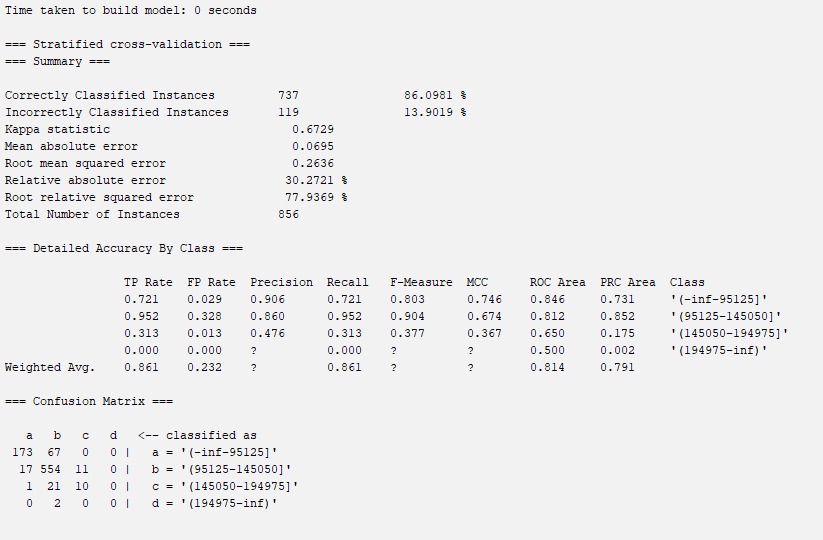 Time taken to build model: 0 seconds

=== Stratified cross-validation ===
=== Summary ===

Correctly Classified Instances         737               86.0981 %
Incorrectly Classified Instances       119               13.9019 %
Kappa statistic                          0.6729
Mean absolute error                      0.0695
Root mean squared error                  0.2636
Relative absolute error                 30.2721 %
Root relative squared error             77.9369 %
Total Number of Instances              856

=== Detailed Accuracy By Class ===

                 TP Rate  FP Rate  Precision  Recall   F-Measure  MCC      ROC Area  PRC Area  Class
                 0.721    0.029    0.906      0.721    0.803      0.746    0.846     0.731     '(-inf-95125]'
                 0.952    0.328    0.860      0.952    0.904      0.674    0.812     0.852     '(95125-145050]'
                 0.313    0.013    0.476      0.313    0.377      0.367    0.650     0.175     '(145050-194975]'
                 0.000    0.000    ?          0.000    ?          ?        0.500     0.002     '(194975-inf)'
Weighted Avg.    0.861    0.232    ?          0.861    ?          ?        0.814     0.791

=== Confusion Matrix ===

   a   b   c   d   <-- classified as
 173  67   0   0 |   a = '(-inf-95125]'
  17 554  11   0 |   b = '(95125-145050]'
   1  21  10   0 |   c = '(145050-194975]'
   0   2   0   0 |   d = '(194975-inf)'